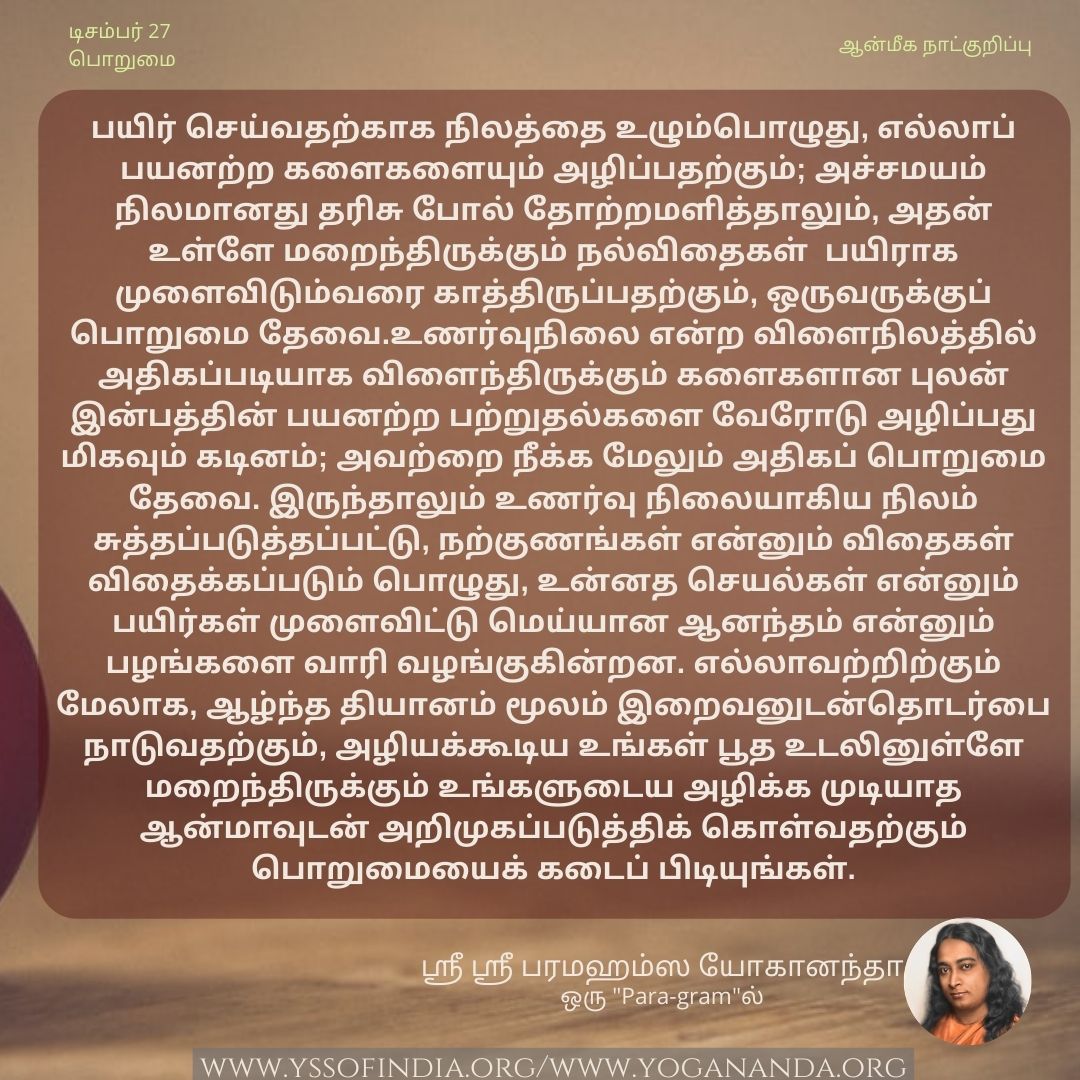 டிசம்பர் 27
பொறுமை
ஆன்மீக நாட்குறிப்பு
பயிர் செய்வதற்காக நிலத்தை உழும்பொழுது, எல்லாப்
பயனற்ற களைகளையும் அழிப்பதற்கும்; அச்சமயம்
நிலமானது தரிசு போல் தோற்றமளித்தாலும், அதன்
உள்ளே மறைந்திருக்கும் நல்விதைகள்  பயிராக
முளைவிடும்வரை காத்திருப்பதற்கும், ஒருவருக்குப்
பொறுமை தேவை.உணர்வுநிலை என்ற விளைநிலத்தில்
அதிகப்படியாக விளைந்திருக்கும் களைகளான புலன்
இன்பத்தின் பயனற்ற பற்றுதல்களை வேரோடு அழிப்பது
மிகவும் கடினம்; அவற்றை நீக்க மேலும் அதிகப் பொறுமை
தேவை. இருந்தாலும் உணர்வு நிலையாகிய நிலம்
சுத்தப்படுத்தப்பட்டு, நற்குணங்கள் என்னும் விதைகள்
விதைக்கப்படும் பொழுது, உன்னத செயல்கள் என்னும்
பயிர்கள் முளைவிட்டு மெய்யான ஆனந்தம் என்னும்
பழங்களை வாரி வழங்குகின்றன. எல்லாவற்றிற்கும்
மேலாக, ஆழ்ந்த தியானம் மூலம் இறைவனுடன்தொடர்பை
நாடுவதற்கும், அழியக்கூடிய உங்கள் பூத உடலினுள்ளே
மறைந்திருக்கும் உங்களுடைய அழிக்க முடியாத
ஆன்மாவுடன் அறிமுகப்படுத்திக் கொள்வதற்கும்
பொறுமையைக் கடைப் பிடியுங்கள்.
ஸ்ரீ ஸ்ரீ பரமஹம்ஸ யோகானந்தா
ஒரு "Para-gram"ல்
WWW.YSSOFINDIA.ORG/WWW.YOGANANDA.ORG